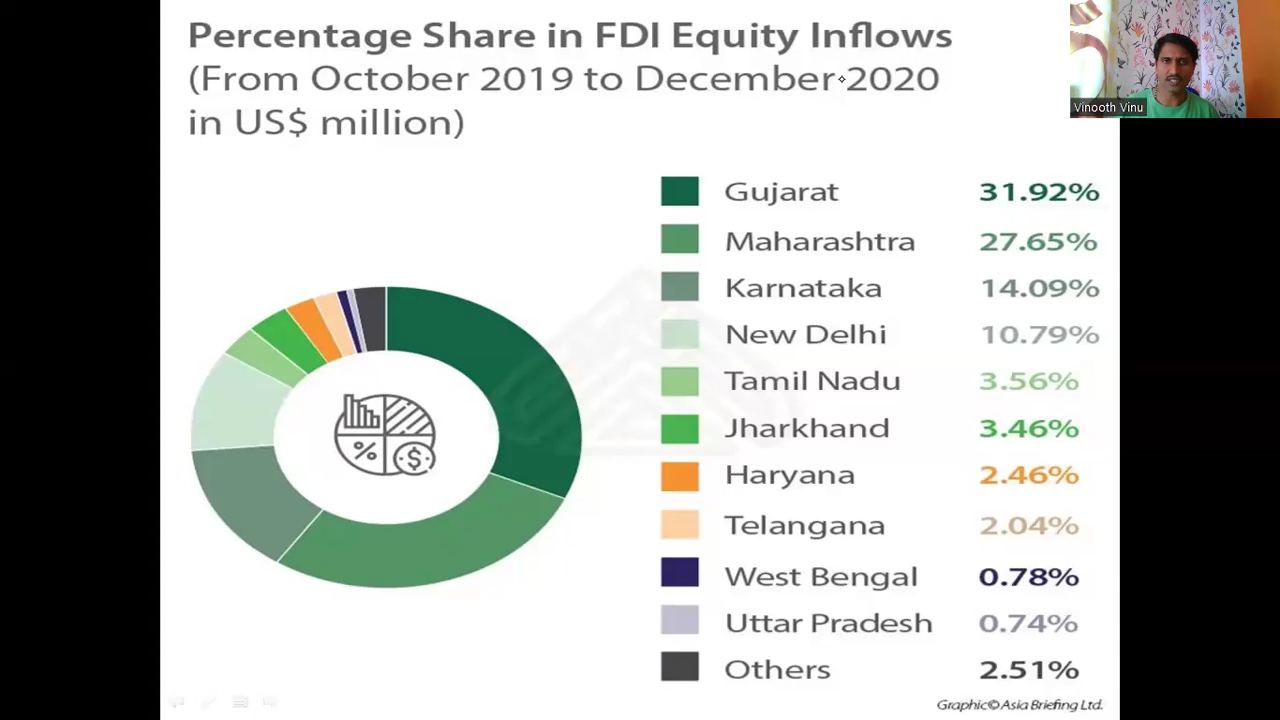 Percentage Share in FDI Equity Inflows
(From October 2019 to December 2020
in US$ million)
Vinooth Vinu
Gujarat 31.92%
Maharashtra 27.65%
Karnataka 14.09%
New Delhi 10.79%
Tamil Nadu 3.56%
Jharkhand 3.46%
Haryana 2.46%
Telangana 2.04%
West Bengal 0.78%
Uttar Pradesh 0.74%
Others 2.51%
% $
Graphic© Asia Briefing Ltd.